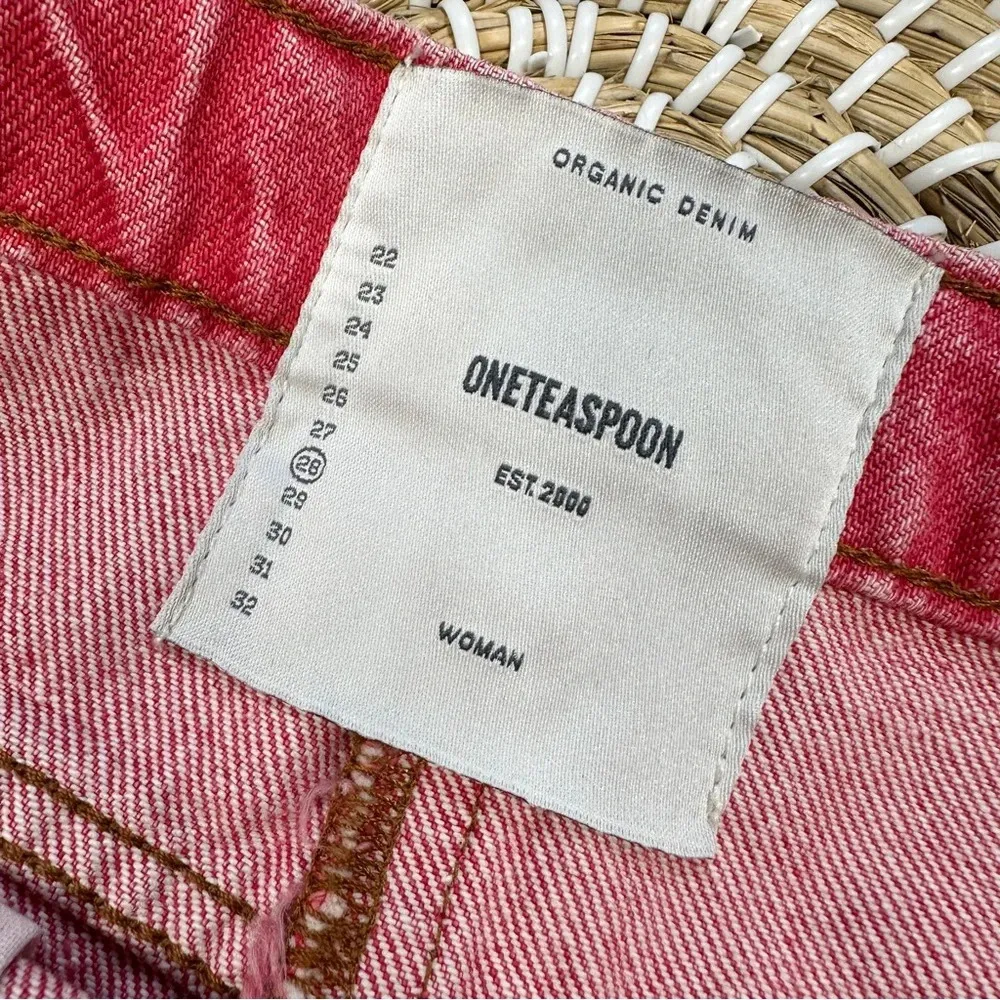 ORGANIC DENIM
22
23
24
25
26
27
28
29
30
31
32
ONETEASPOON
EST.2000
WOMAN